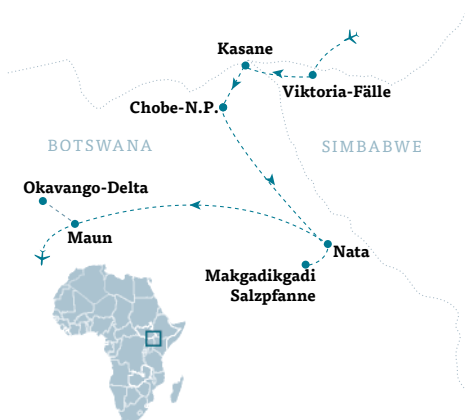 Kasane
Viktoria-Fälle
Chobe-N.P.
BOTSWANA
SIMBABWE
Okavango-Delta
Maun
Nata
Makgadikgadi
Salzpfanne